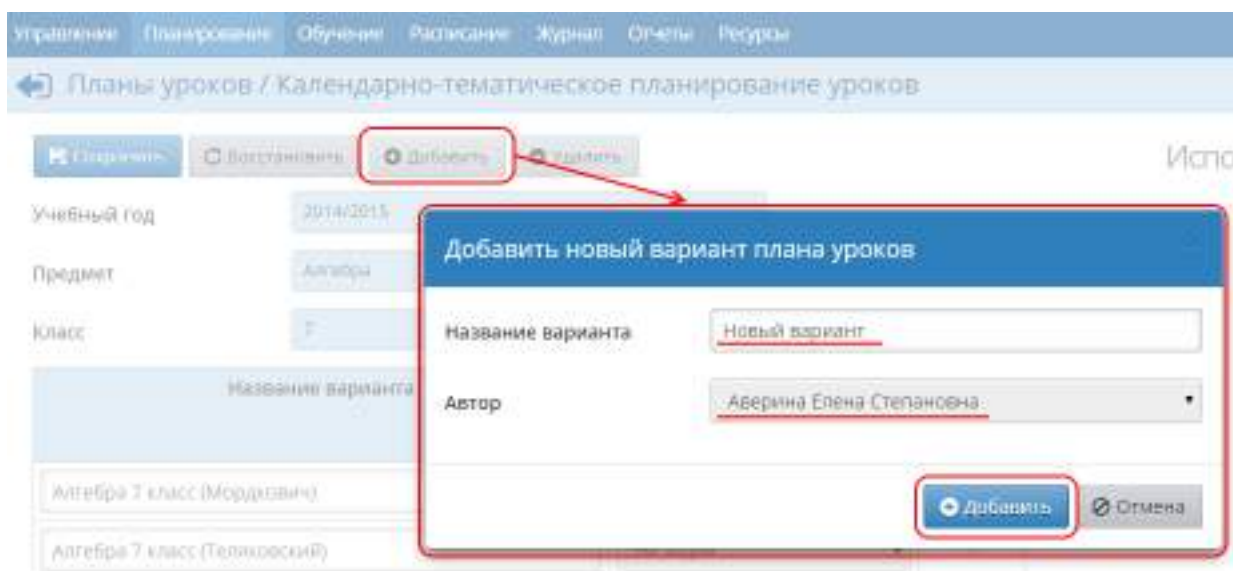 Управление Планирование Обучение Расписание Журнал Отчеты Ресурсы
Планы уроков / Календарно-тематическое планирование уроков
Сохранить Восстановить Добавить Удалить
Учебный год 2014/2015
Добавить новый вариант плана уроков
Предмет Алгебра
Класс 7
Название варианта Новый вариант
Название варианта
Автор Аверина Елена Степановна
Алгебра 7 класс (Мордкович)
Добавить Отмена
Алгебра 7 класс (Теляковский)